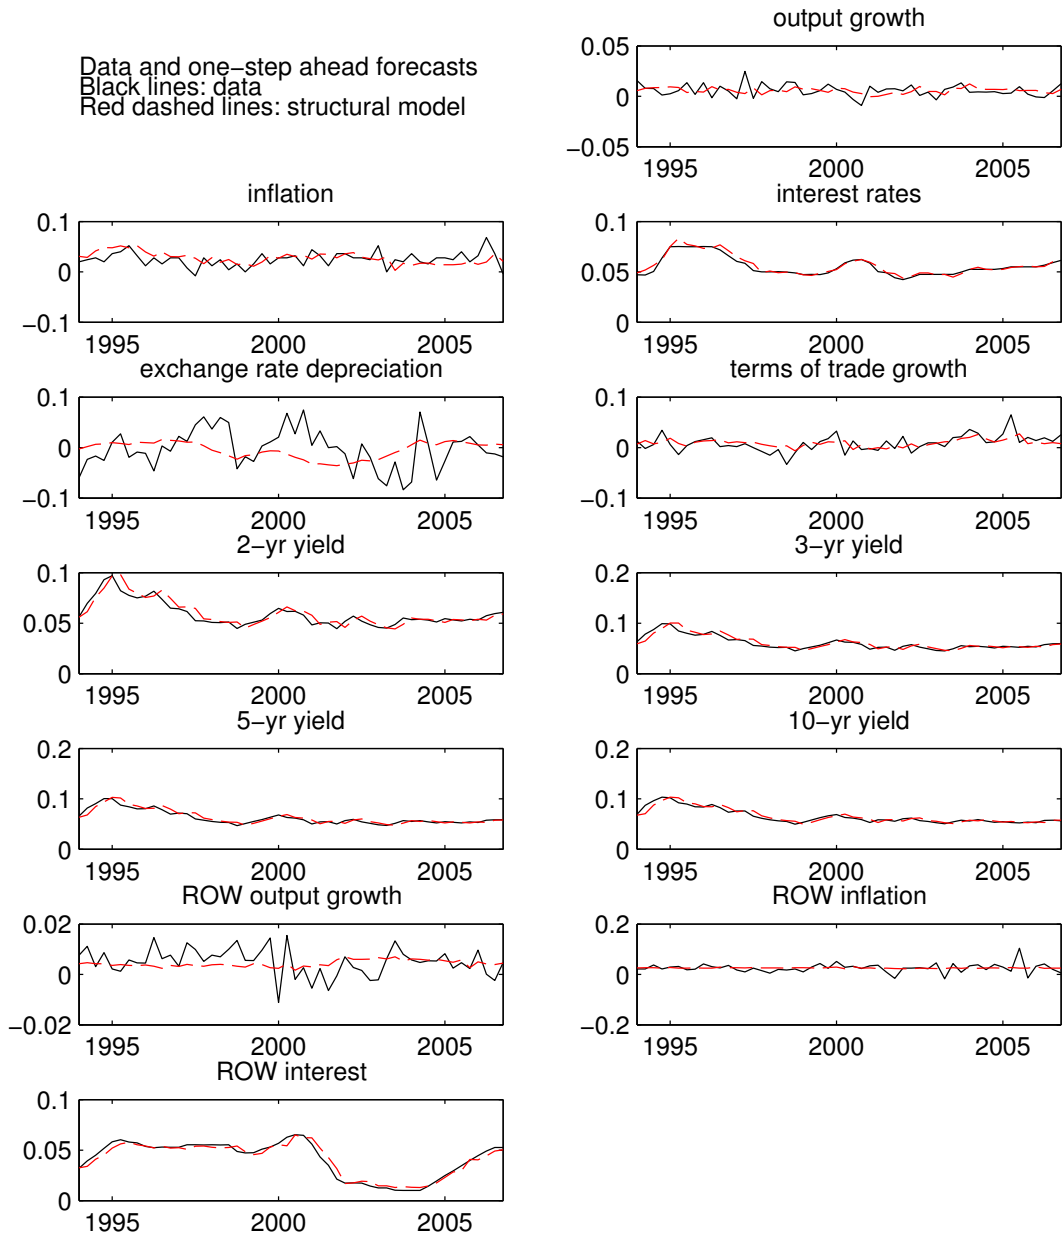 Data and one−step ahead forecasts
Black lines: data
Red dashed lines: structural model
output growth
0.05
0
−0.05
1995 2000 2005
inflation
0.1
0
−0.1
1995 2000 2005
interest rates
0.1
0.05
0
1995 2000 2005
exchange rate depreciation
0.1
0
−0.1
1995 2000 2005
terms of trade growth
0.1
0
−0.1
1995 2000 2005
2−yr yield
0.1
0.05
0
1995 2000 2005
3−yr yield
0.2
0.1
0
1995 2000 2005
5−yr yield
0.2
0.1
0
1995 2000 2005
10−yr yield
0.2
0.1
0
1995 2000 2005
ROW output growth
0.02
0
−0.02
1995 2000 2005
ROW inflation
0.2
0
−0.2
1995 2000 2005
ROW interest
0.1
0.05
0
1995 2000 2005